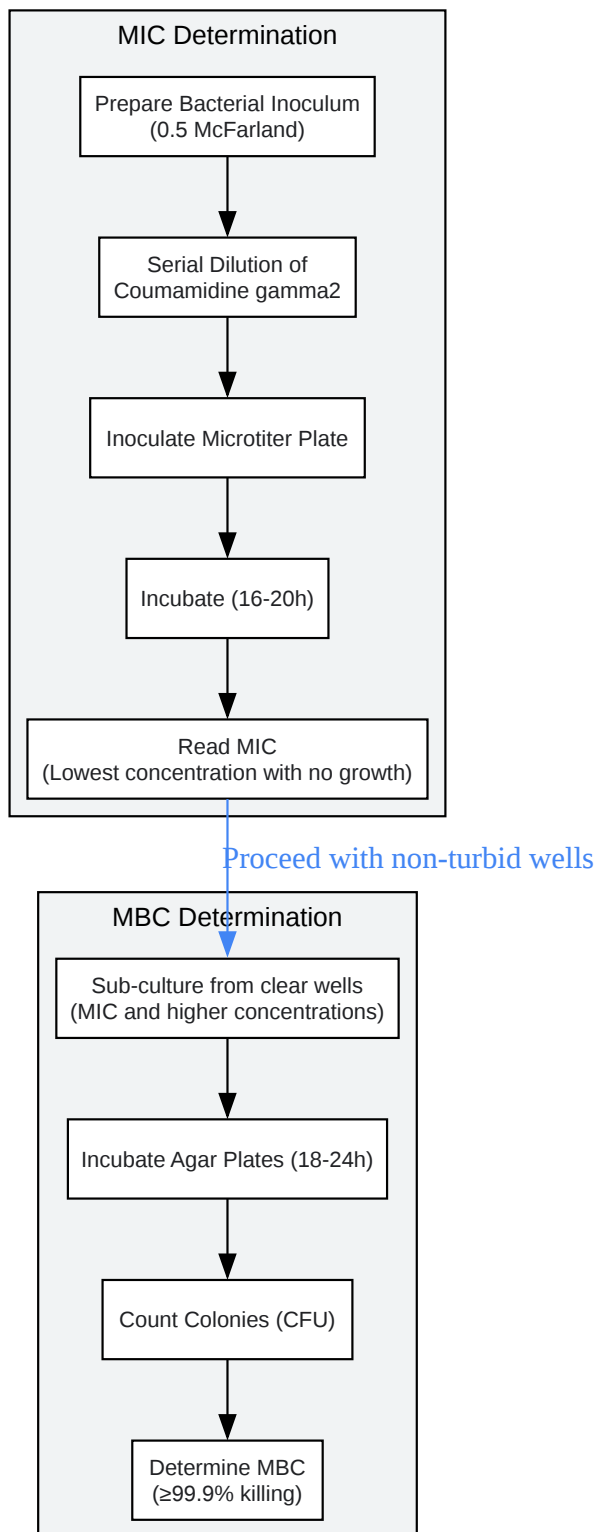 MIC Determination
Prepare Bacterial Inoculum
(0.5 McFarland)
Serial Dilution of
Coumamidine gamma2
Inoculate Microtiter Plate
Incubate (16-20h)
Read MIC
(Lowest concentration with no growth)
Proceed with non-turbid wells
MBC Determination
Sub-culture from clear wells
(MIC and higher concentrations)
Incubate Agar Plates (18-24h)
Count Colonies (CFU)
Determine MBC
(≥99.9% killing)